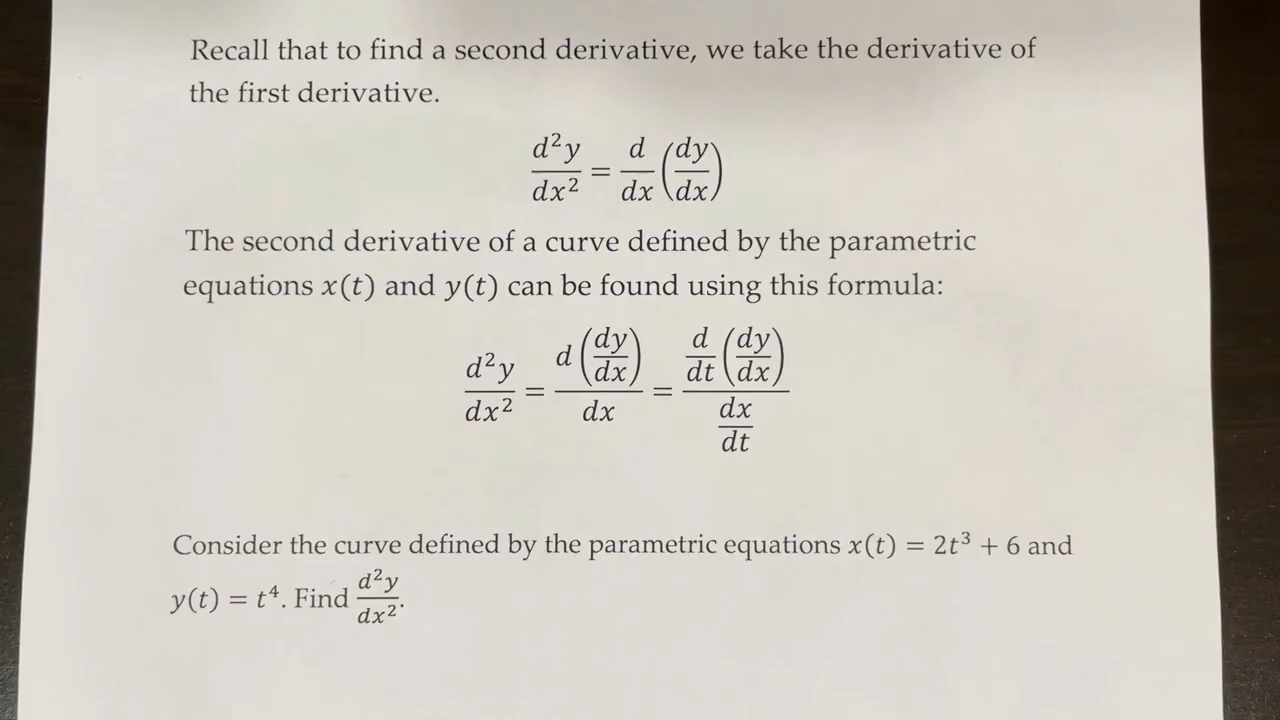 Recall that to find a second derivative, we take the derivative of
the first derivative.
d²y/dx² = d/dx (dy/dx)
The second derivative of a curve defined by the parametric
equations x(t) and y(t) can be found using this formula:
d²y/dx² = d(dy/dx)/dx = d/dt (dy/dx) / dx/dt
Consider the curve defined by the parametric equations x(t) = 2t³ + 6 and
y(t) = t⁴. Find d²y/dx².